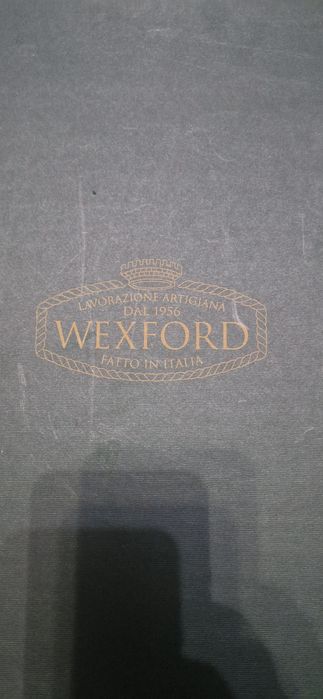 LAVORAZIONE ARTIGIANA
DAL 1956
WEXFORD
FATTO IN ITALIA